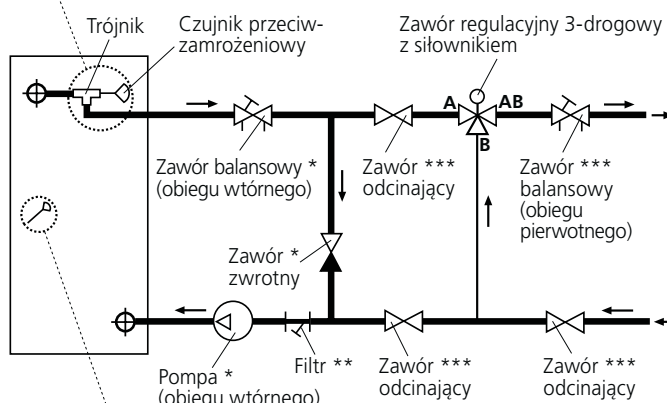 Trójnik
Czujnik przeciw-
zamrożeniowy
Zawór regulacyjny 3-drogowy
z siłownikiem
A
AB
B
Zawór balansowy *
(obiegu wtórnego)
Zawór ***
odcinający
Zawór ***
balansowy
(obiegu
pierwotnego)
Zawór *
zwrotny
Pompa *
(obiegu wtórnego)
Filtr **
Zawór ***
odcinający
Zawór ***
odcinający